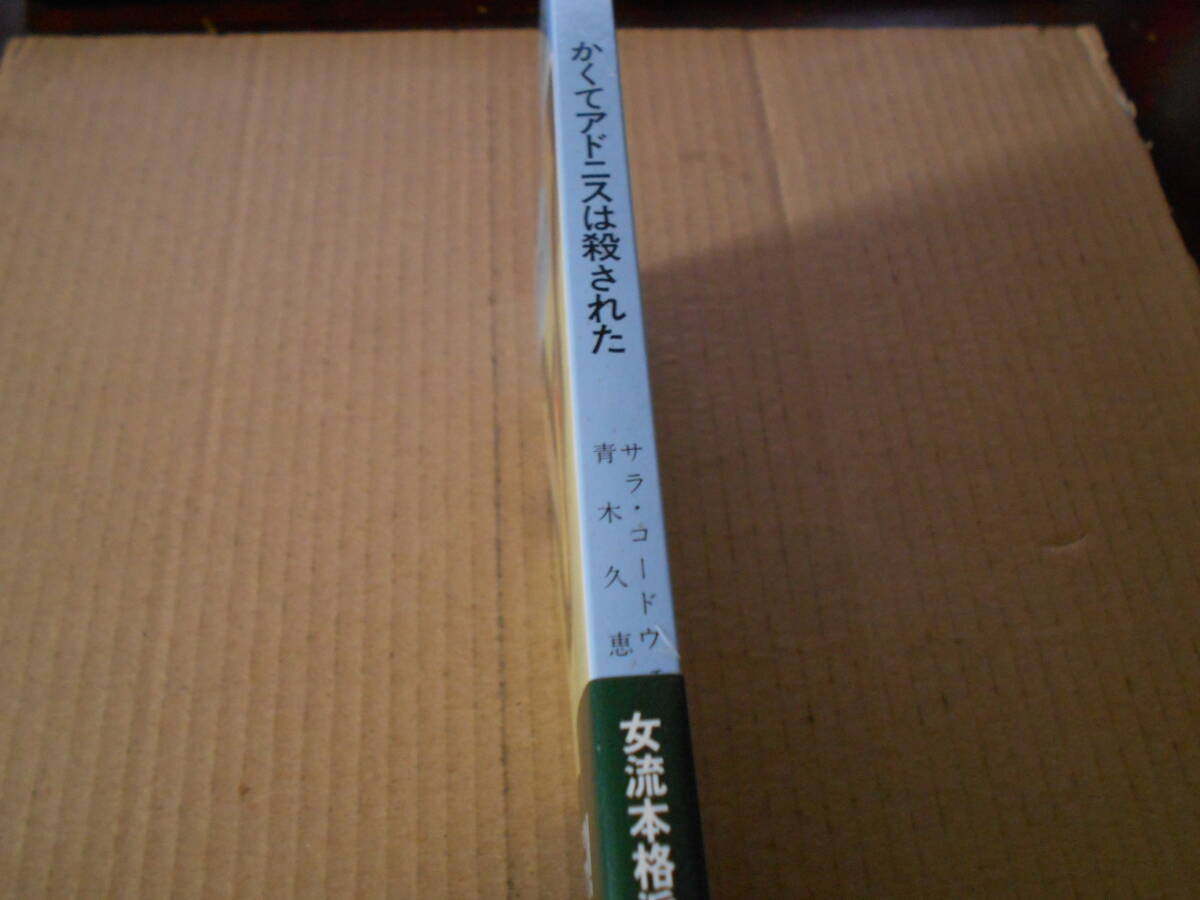 かくてアドニスは殺された
サラ・コードウ
青木久恵
女流本格